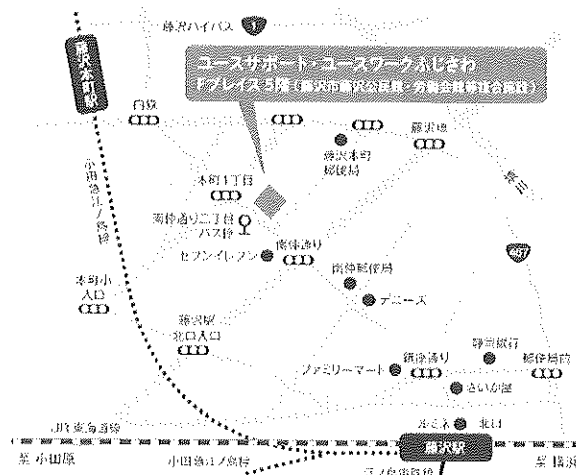 藤沢バイパス
1
藤沢本町駅
ユースサポート・ユースワークふじさわ
Fプレイス 5階（藤沢市藤沢公民館・労働会館等複合施設）
白旗
藤沢橋
藤沢本町
郵便局
小田急江ノ島線
本町1丁目
南仲通り二丁目
バス停
セブンイレブン
南仲通り
467
本町小
入口
南仲郵便局
デニーズ
藤沢駅
北口入口
ファミリーマート
銀座通り
静岡銀行
郵便局前
さいか屋
ルミネ
北口
JR東海道線
藤沢駅
至 小田原
小田急江ノ島線
江ノ島電鉄線
至 横浜